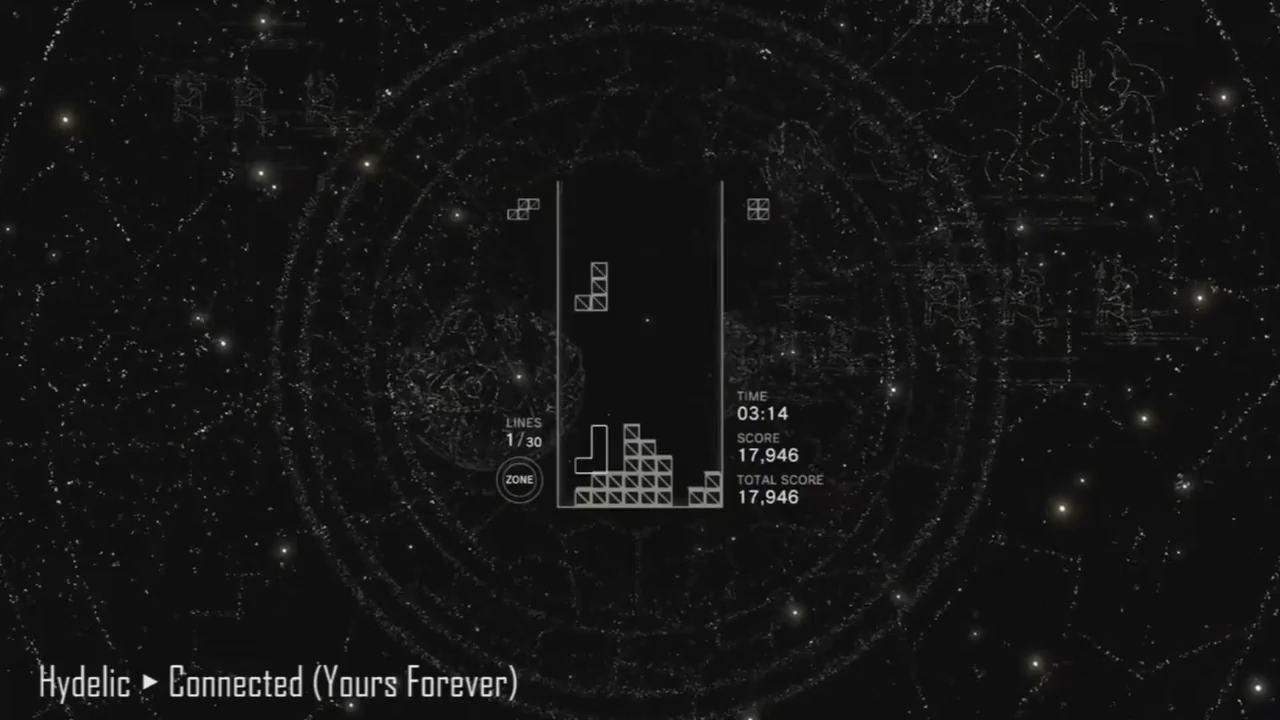 LINES
1/30
ZONE
TIME
03:14
SCORE
17,946
TOTAL SCORE
17,946
Hydelic ► Connected (Yours Forever)